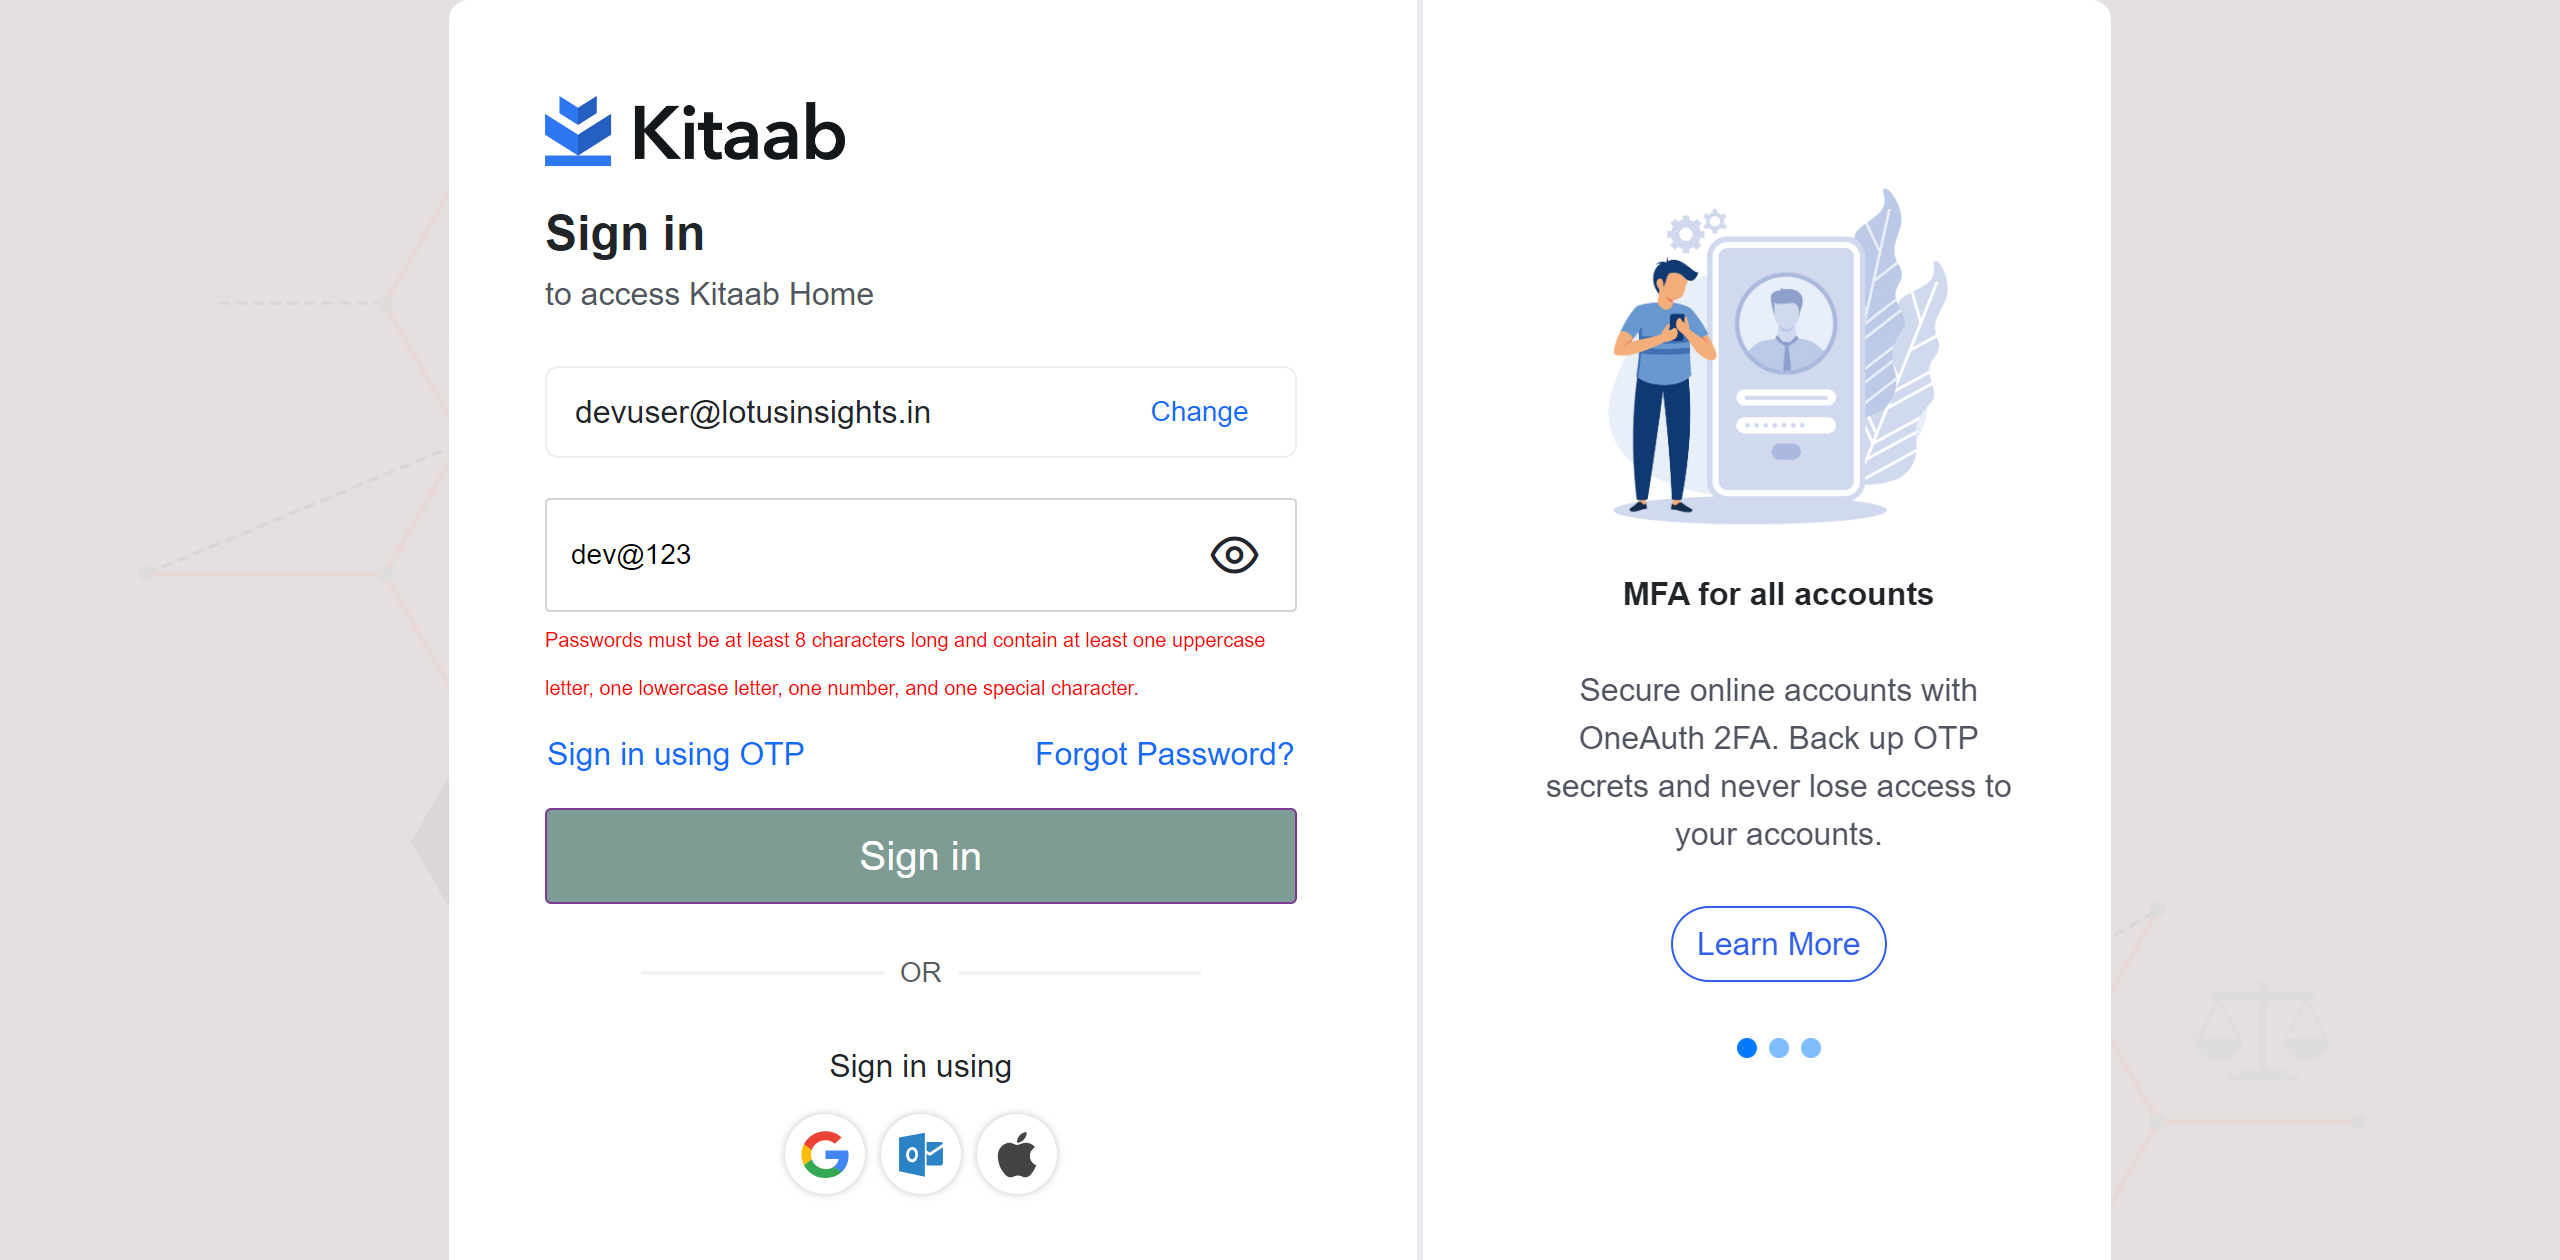 Kitaab
Sign in
to access Kitaab Home
devuser@lotusinsights.in
Change
dev@123
Passwords must be at least 8 characters long and contain at least one uppercase
letter, one lowercase letter, one number, and one special character.
Sign in using OTP
Forgot Password?
Sign in
OR
Sign in using
MFA for all accounts
Secure online accounts with
OneAuth 2FA. Back up OTP
secrets and never lose access to
your accounts.
Learn More